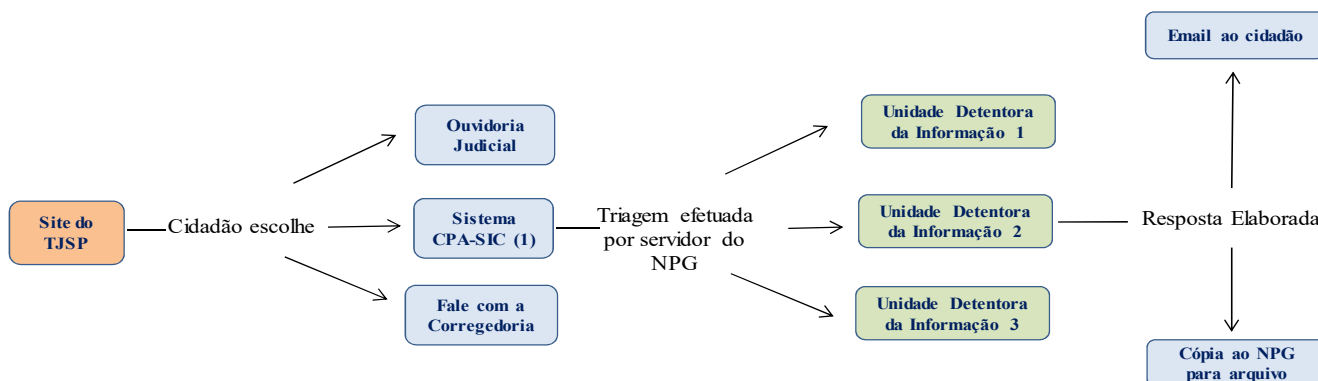 Email ao cidadão
Ouvidoria
Judicial
Unidade Detentora
da Informação 1
Site do
TJSP
Cidadão escolhe
Sistema
CPA-SIC (1)
Triagem efetuada
por servidor do
NPG
Unidade Detentora
da Informação 2
Resposta Elaborada
Fale com a
Corregedoria
Unidade Detentora
da Informação 3
Cópia ao NPG
para arquivo